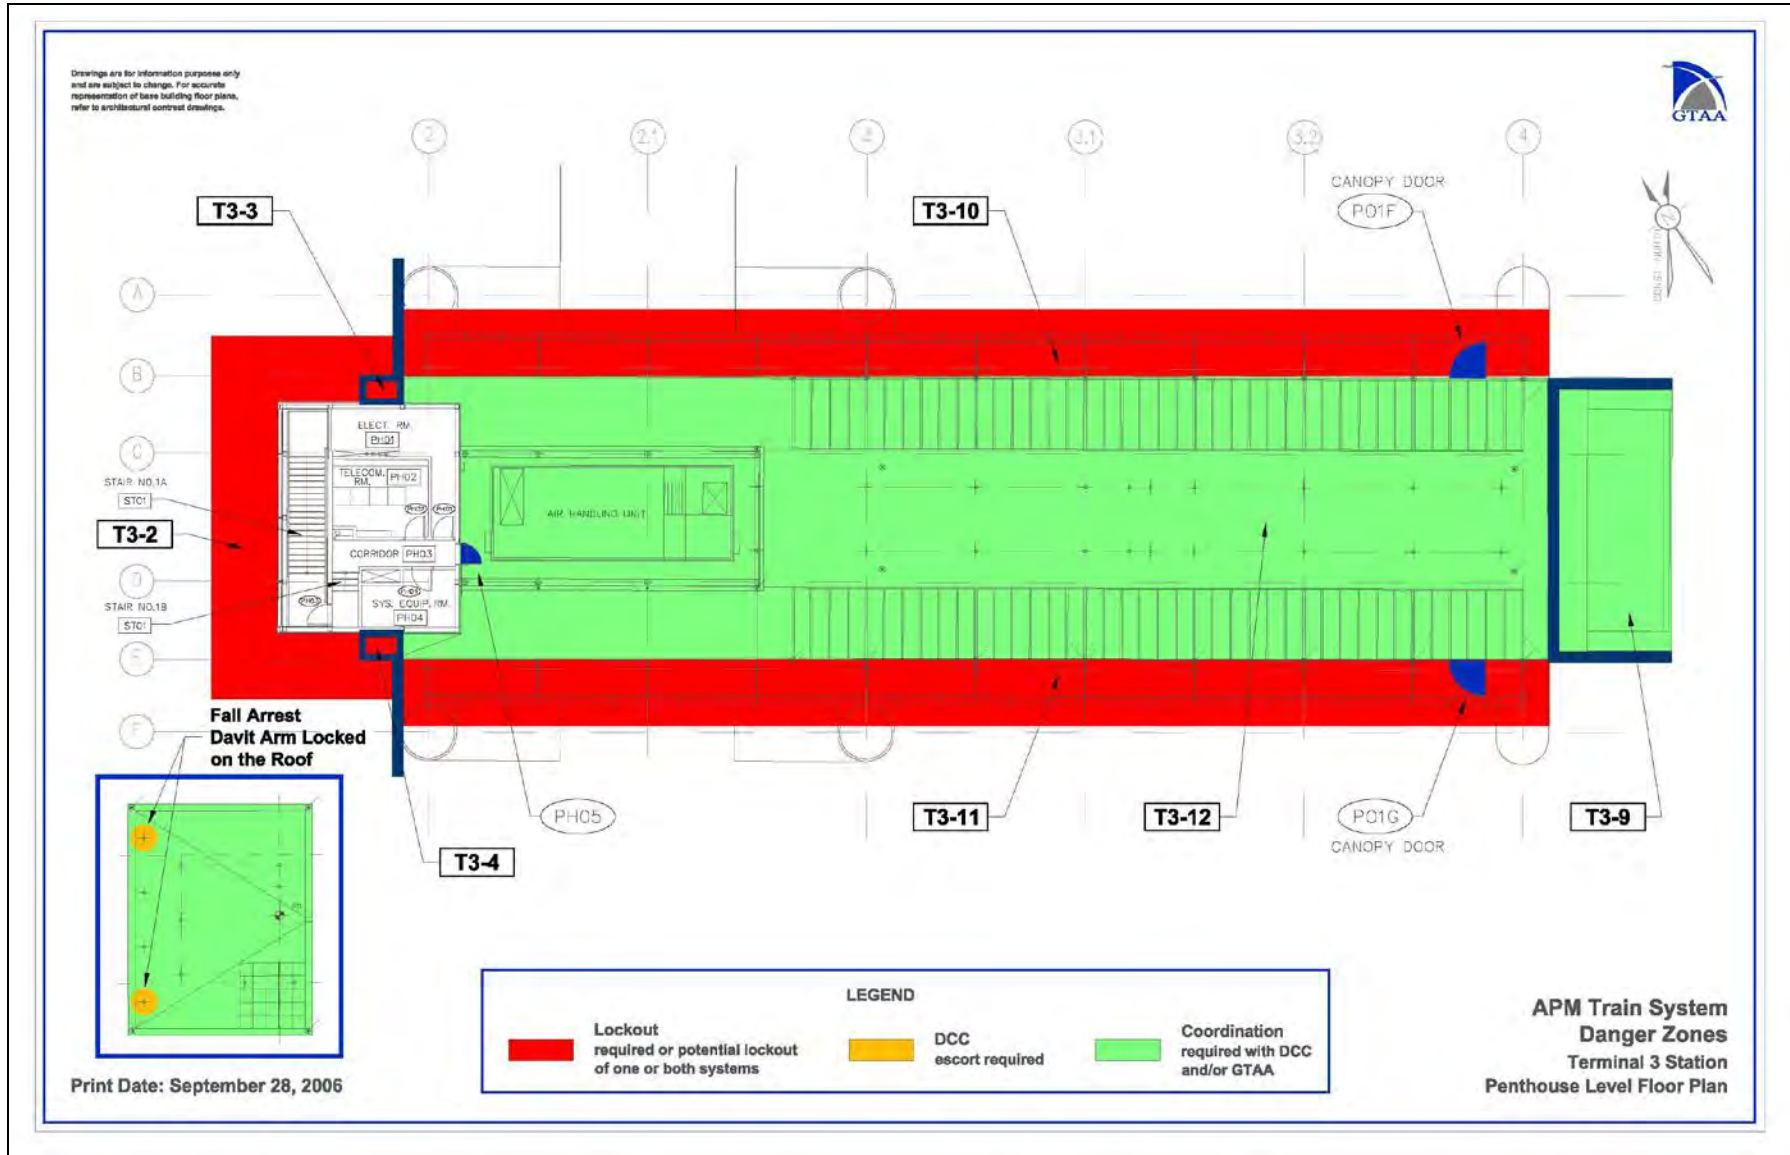 Drawings are for information purposes only
and are subject to change. For accurate
representation of base building floor plans,
refer to architectural contract drawings.
GTAA
2
2.1
3.1
3.2
4
CANOPY DOOR
P01F
T3-3
T3-10
CONST. NORTH
A
B
C
D
E
F
ELECT. RM.
PH01
TELECOM.
RM.
PH02
STAIR NO.1A
ST01
T3-2
AIR HANDLING UNIT
CORRIDOR PH03
STAIR NO.1B
ST01
SYS. EQUIP. RM.
PH04
Fall Arrest
Davit Arm Locked
on the Roof
PH05
T3-4
T3-11
T3-12
P01G
CANOPY DOOR
T3-9
LEGEND
Lockout
required or potential lockout
of one or both systems
DCC
escort required
Coordination
required with DCC
and/or GTAA
APM Train System
Danger Zones
Terminal 3 Station
Penthouse Level Floor Plan
Print Date: September 28, 2006